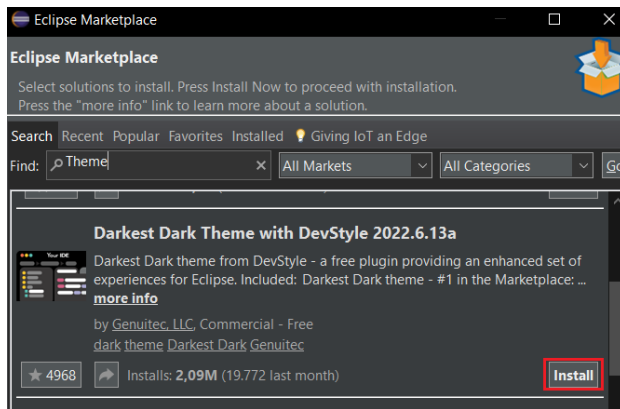 Eclipse Marketplace
Eclipse Marketplace
Select solutions to install. Press Install Now to proceed with installation.
Press the "more info" link to learn more about a solution.
Search Recent Popular Favorites Installed Giving IoT an Edge
Find: Theme All Markets All Categories Go
Darkest Dark Theme with DevStyle 2022.6.13a
Darkest Dark theme from DevStyle - a free plugin providing an enhanced set of
experiences for Eclipse. Included: Darkest Dark theme - #1 in the Marketplace: ...
more info
by Genuitec, LLC, Commercial - Free
dark theme Darkest Dark Genuitec
4968 Installs: 2,09M (19.772 last month) Install